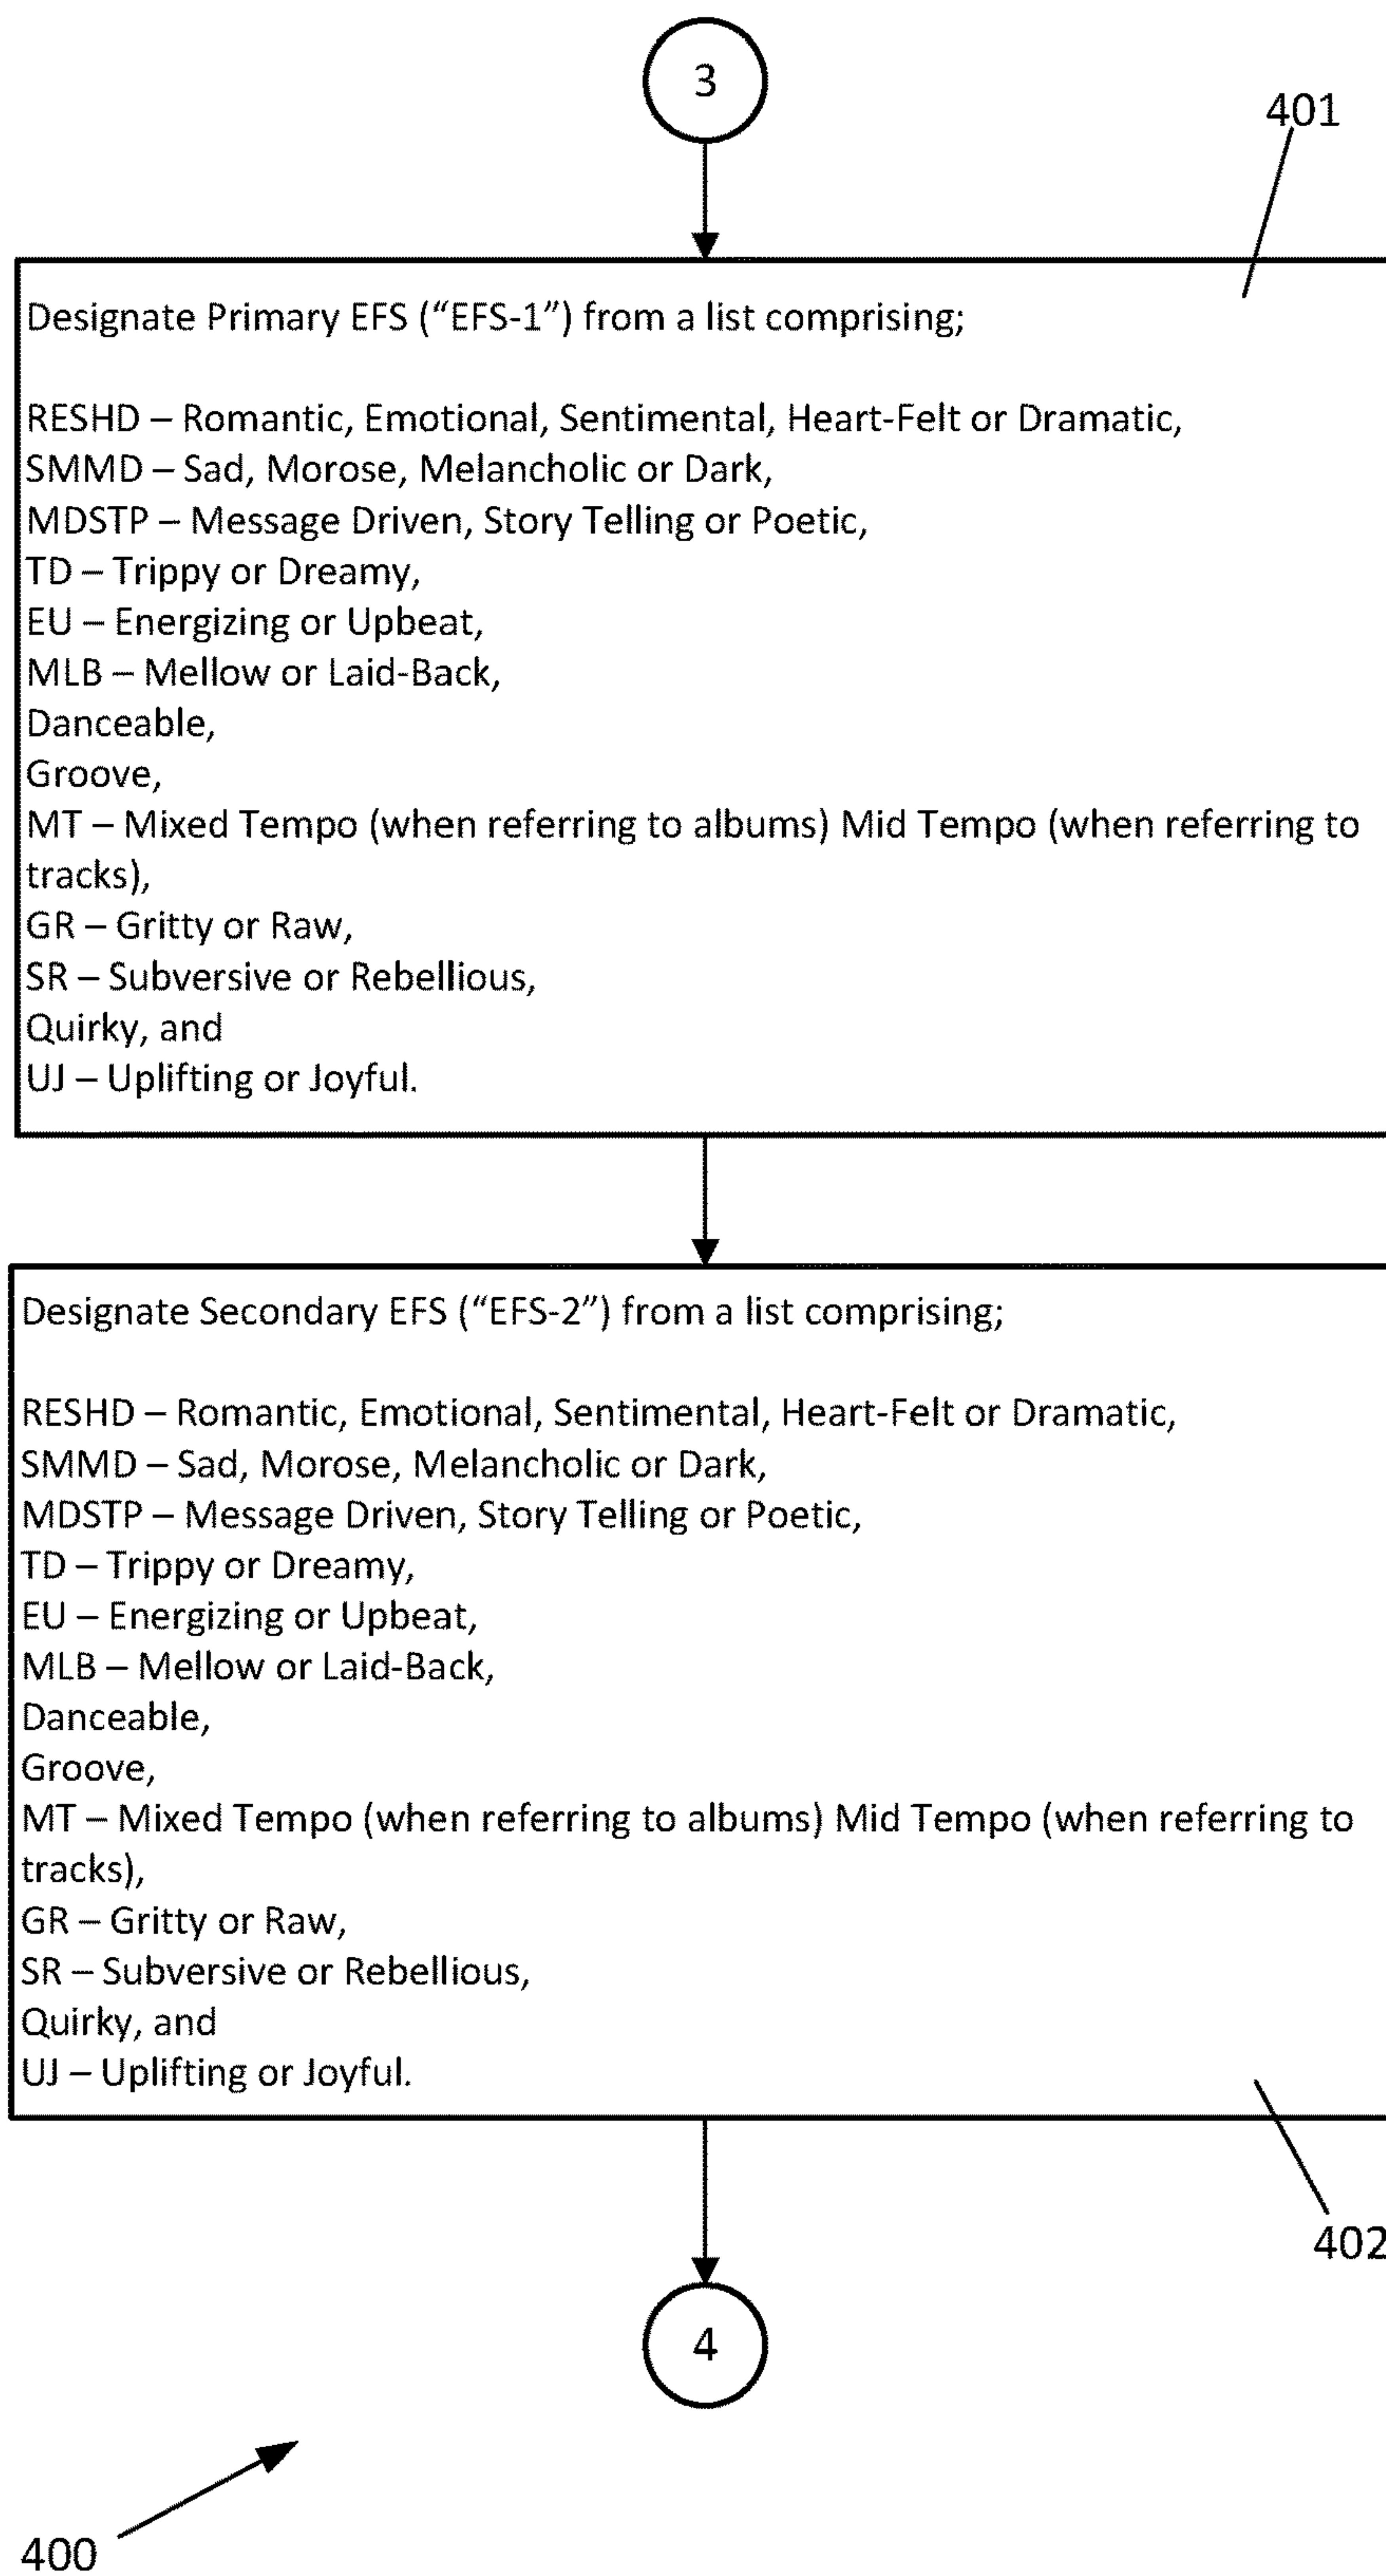 3
401
Designate Primary EFS (“EFS-1”) from a list comprising;
RESHD – Romantic, Emotional, Sentimental, Heart-Felt or Dramatic,
SMMD – Sad, Morose, Melancholic or Dark,
MDSTP – Message Driven, Story Telling or Poetic,
TD – Trippy or Dreamy,
EU – Energizing or Upbeat,
MLB – Mellow or Laid-Back,
Danceable,
Groove,
MT – Mixed Tempo (when referring to albums) Mid Tempo (when referring to
tracks),
GR – Gritty or Raw,
SR – Subversive or Rebellious,
Quirky, and
UJ – Uplifting or Joyful.
Designate Secondary EFS (“EFS-2”) from a list comprising;
RESHD – Romantic, Emotional, Sentimental, Heart-Felt or Dramatic,
SMMD – Sad, Morose, Melancholic or Dark,
MDSTP – Message Driven, Story Telling or Poetic,
TD – Trippy or Dreamy,
EU – Energizing or Upbeat,
MLB – Mellow or Laid-Back,
Danceable,
Groove,
MT – Mixed Tempo (when referring to albums) Mid Tempo (when referring to
tracks),
GR – Gritty or Raw,
SR – Subversive or Rebellious,
Quirky, and
UJ – Uplifting or Joyful.
402
4
400